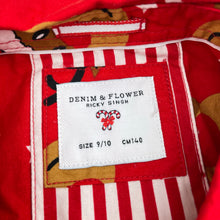 DENIM & FLOWER
RICKY SINGH
SIZE 9/10 CM140